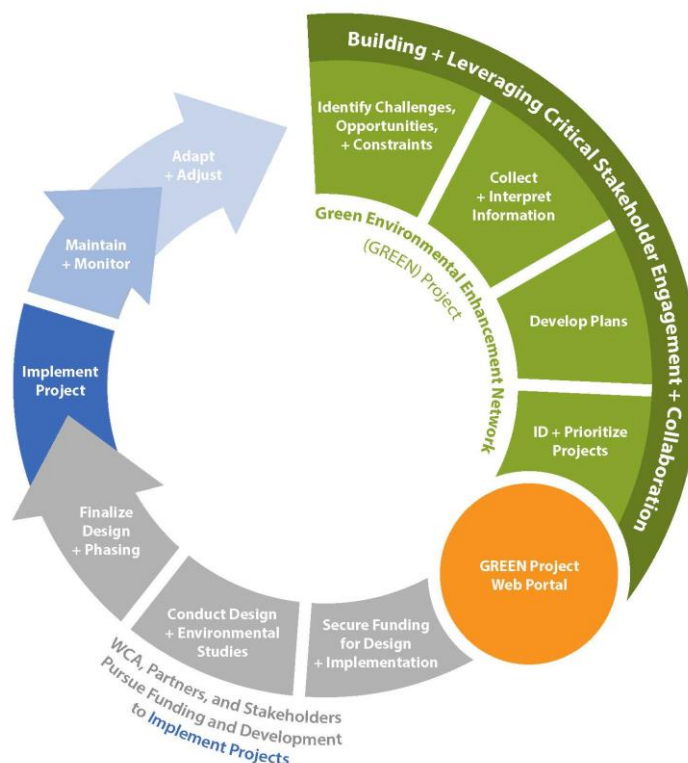 Building + Leveraging Critical Stakeholder Engagement + Collaboration
Identify Challenges,
Opportunities,
+ Constraints
Collect
+ Interpret
Information
Develop Plans
ID + Prioritize
Projects
Green Environmental Enhancement Network
(GREEN) Project
GREEN Project
Web Portal
Secure Funding
for Design
+ Implementation
Conduct Design
+ Environmental
Studies
Finalize
Design
+ Phasing
WCA, Partners, and Stakeholders
Pursue Funding and Development
to Implement Projects
Implement
Project
Maintain
+ Monitor
Adapt
+ Adjust